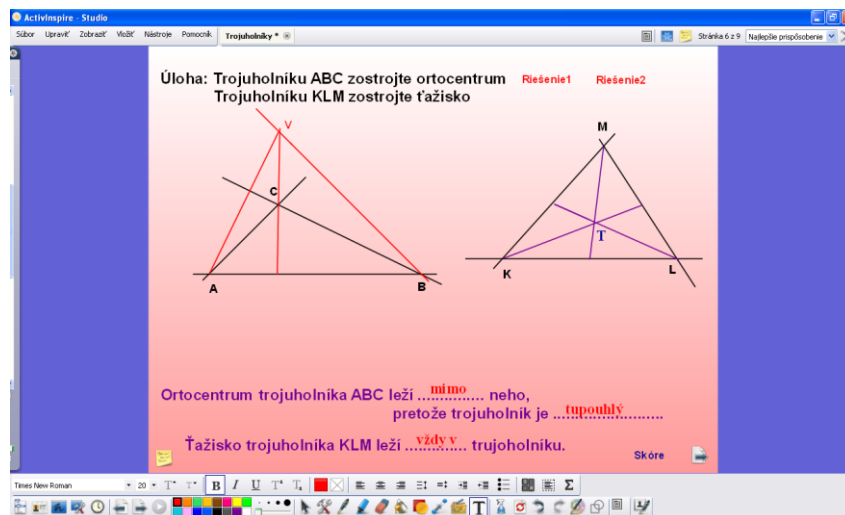 ActivInspire - Studio
Súbor Upraviť Zobraziť Vložiť Nástroje Pomocník Trojuholníky * Stránka 6 z 9 Najlepšie prispôsobenie
Úloha: Trojuholníku ABC zostrojte ortocentrum Riešenie1 Riešenie2
Trojuholníku KLM zostrojte ťažisko
V
M
C
T
K
L
A
B
Ortocentrum trojuholníka ABC leží ....mimo.... neho,
pretože trojuholník je ..tupouhlý........
Ťažisko trojuholníka KLM leží ..vždy v.. trujoholníku.
Skóre
Times New Roman 20 B I U